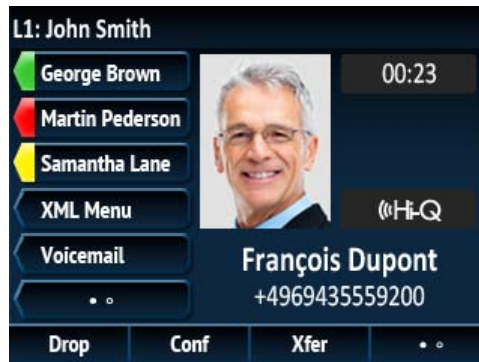 L1: John Smith
George Brown
00:23
Martin Pederson
Samantha Lane
XML Menu
Hi-Q
Voicemail
François Dupont
+4969435559200
Drop Conf Xfer